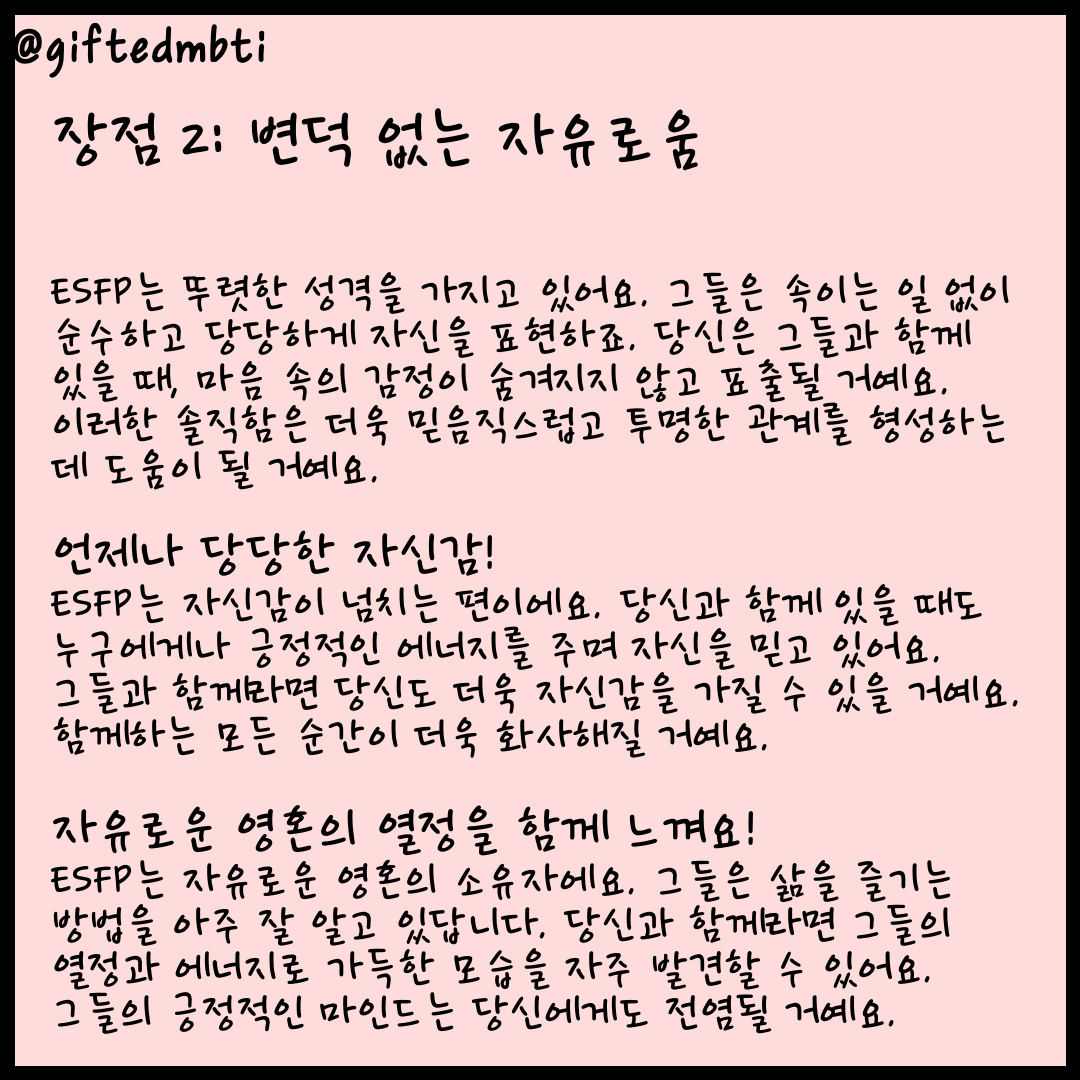 @giftedmbti
장점 2: 변덕 없는 자유로움
ESFP는 뚜렷한 성격을 가지고 있어요. 그들은 속이는 일 없이
순수하고 당당하게 자신을 표현하죠. 당신은 그들과 함께
있을 때, 마음 속의 감정이 숨겨지지 않고 표출될 거예요.
이러한 솔직함은 더욱 믿음직스럽고 투명한 관계를 형성하는
데 도움이 될 거예요.
언제나 당당한 자신감!
ESFP는 자신감이 넘치는 편이에요. 당신과 함께 있을 때도
누구에게나 긍정적인 에너지를 주며 자신을 믿고 있어요.
그들과 함께라면 당신도 더욱 자신감을 가질 수 있을 거예요.
함께하는 모든 순간이 더욱 화사해질 거예요.
자유로운 영혼의 열정을 함께 느껴요!
ESFP는 자유로운 영혼의 소유자에요. 그들은 삶을 즐기는
방법을 아주 잘 알고 있답니다. 당신과 함께라면 그들의
열정과 에너지로 가득한 모습을 자주 발견할 수 있어요.
그들의 긍정적인 마인드는 당신에게도 전염될 거예요.